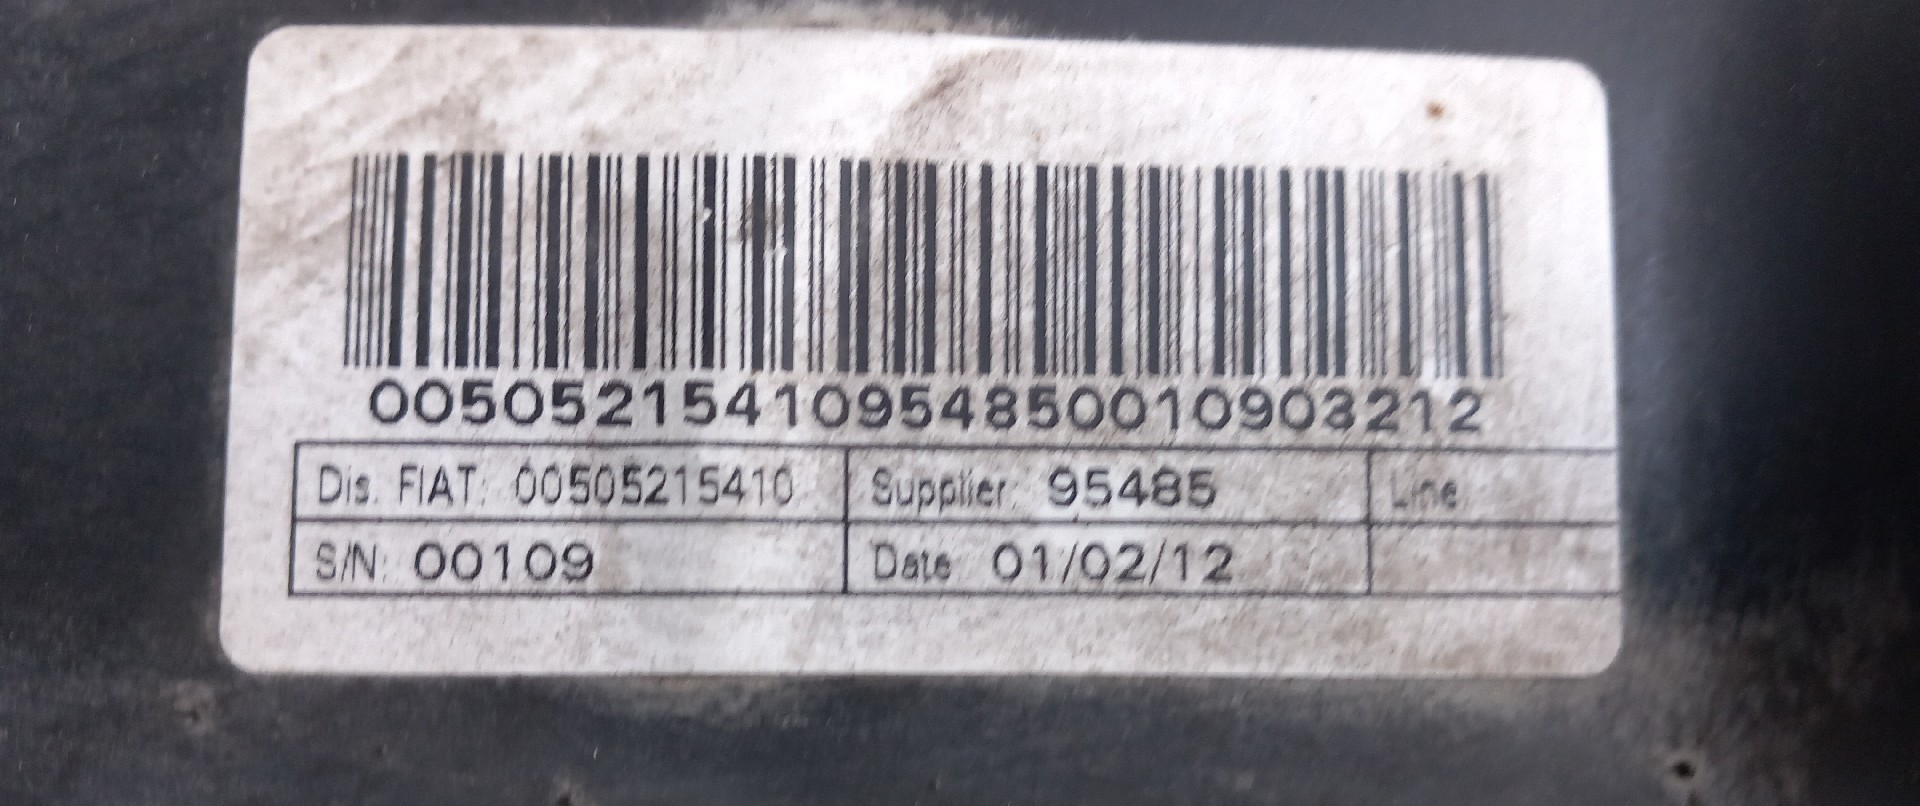 00505215410954850010903212
Dis. FIAT: 00505215410 Supplier: 95485 Line:
S/N: 00109 Date: 01/02/12